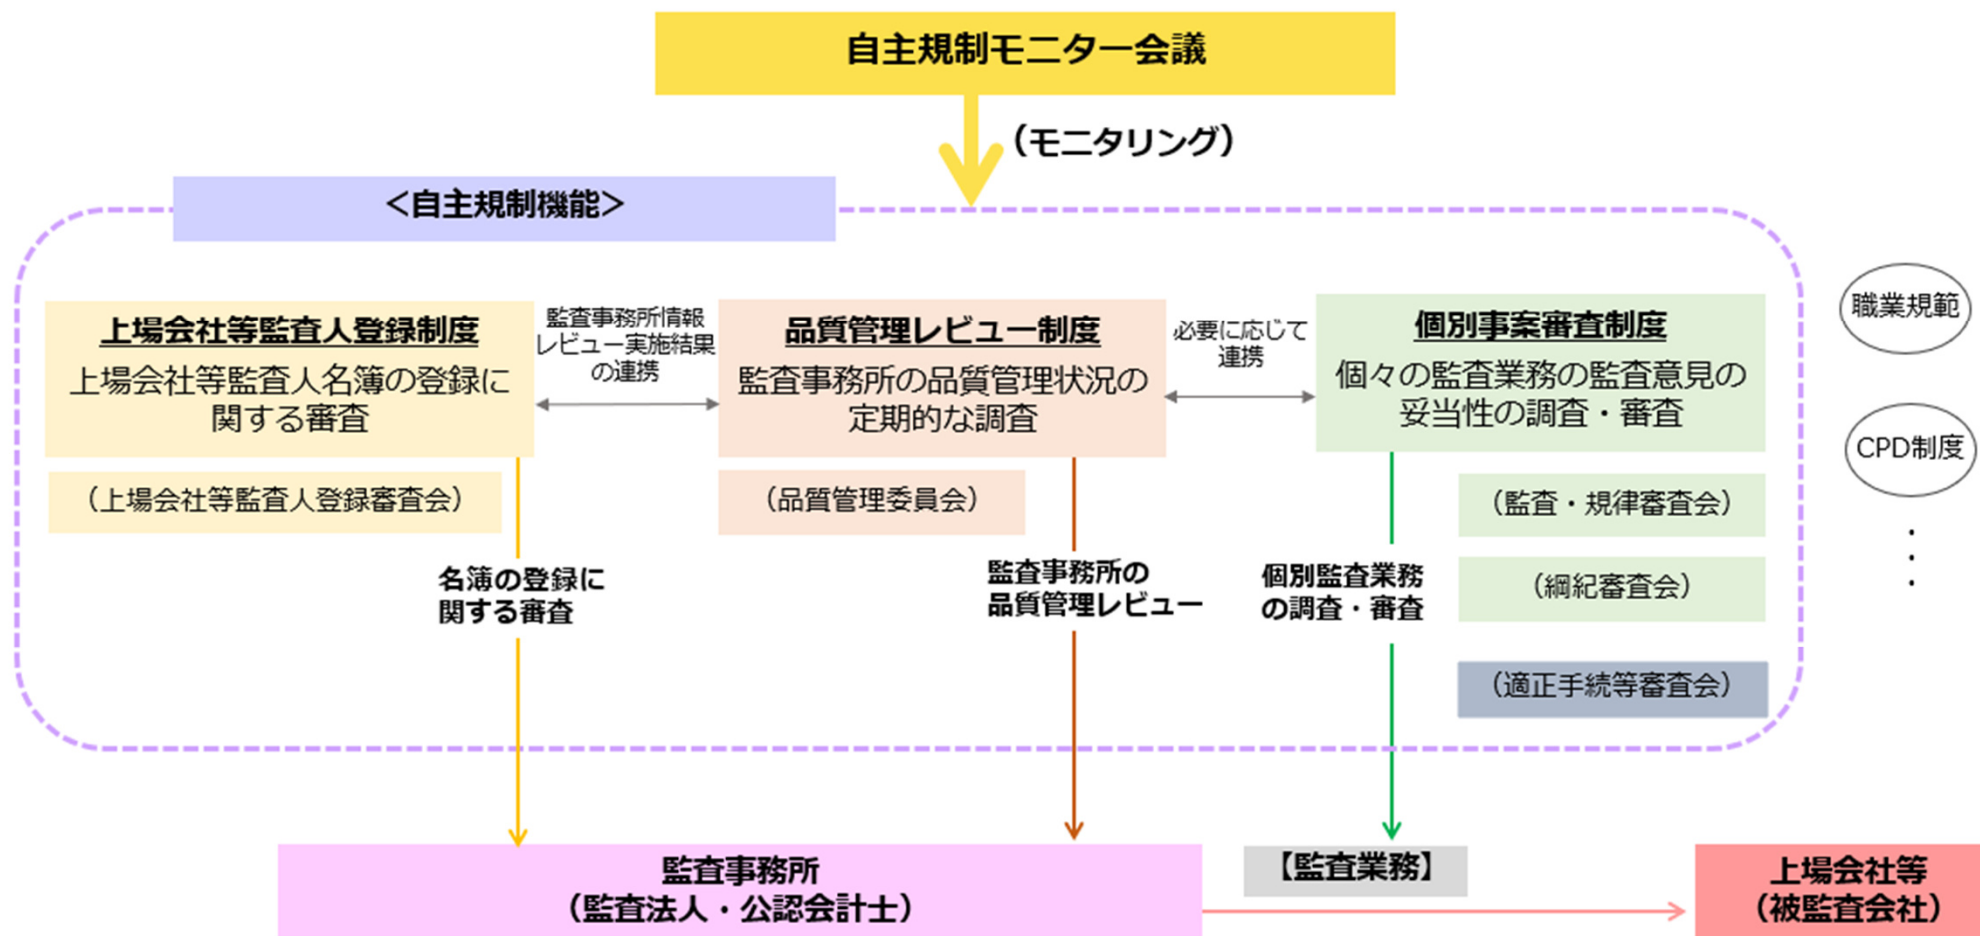 自主規制モニター会議
（モニタリング）
＜自主規制機能＞
上場会社等監査人登録制度
上場会社等監査人名簿の登録に
関する審査
（上場会社等監査人登録審査会）
監査事務所情報
レビュー実施結果
の連携
品質管理レビュー制度
監査事務所の品質管理状況の
定期的な調査
（品質管理委員会）
必要に応じて
連携
個別事案審査制度
個々の監査業務の監査意見の
妥当性の調査・審査
（監査・規律審査会）
（綱紀審査会）
（適正手続等審査会）
職業規範
CPD制度
・
・
・
名簿の登録に
関する審査
監査事務所の
品質管理レビュー
個別監査業務
の調査・審査
監査事務所
（監査法人・公認会計士）
【監査業務】
上場会社等
（被監査会社）